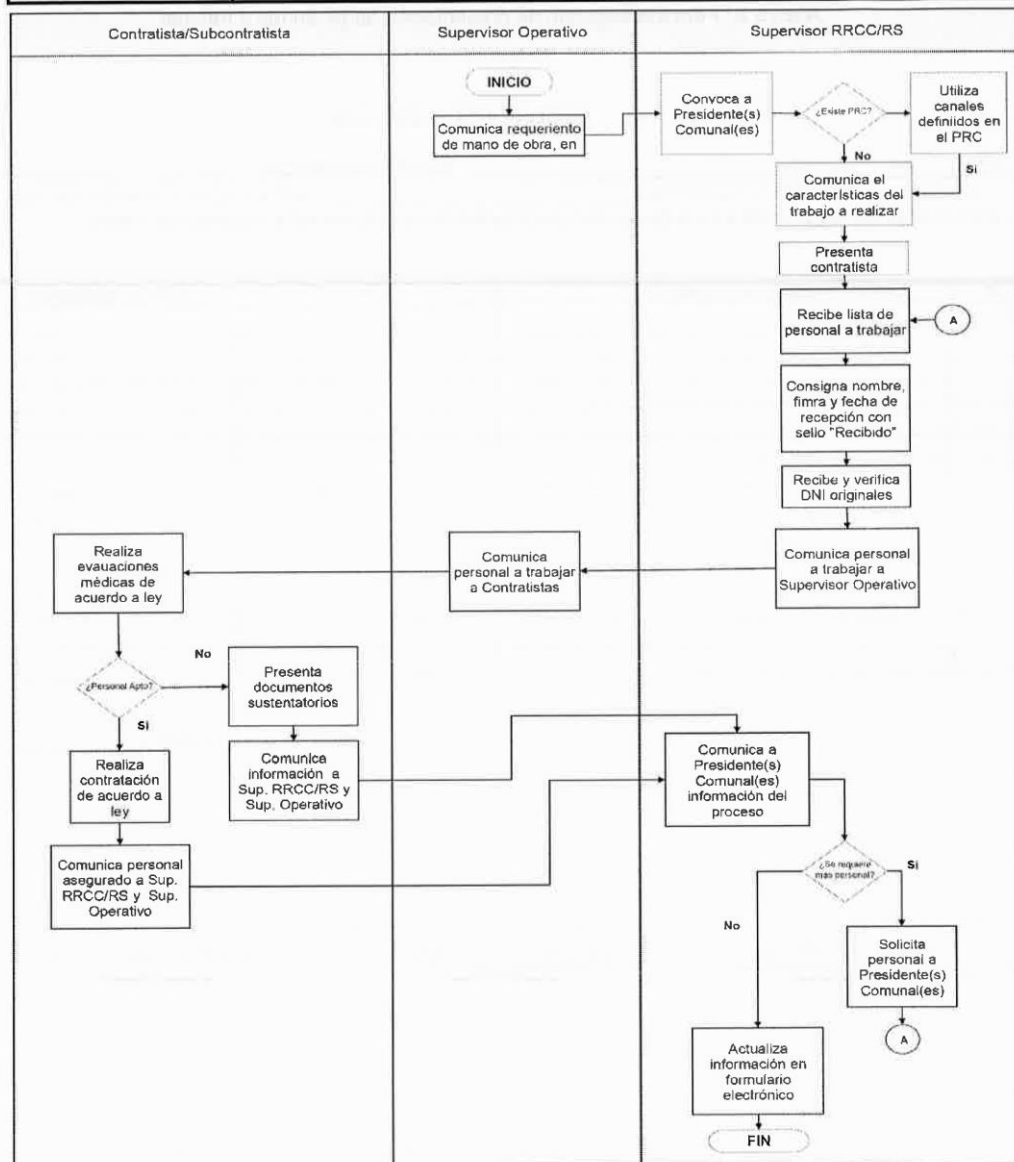 Contratista/Subcontratista
Supervisor Operativo
Supervisor RRCC/RS
INICIO
Comunica requeriento
de mano de obra, en
Convoca a
Presidente(s)
Comunal(es)
¿Existe PRC?
Utiliza
canales
definiidos en
el PRC
No
Si
Comunica el
características del
trabajo a realizar
Presenta
contratista
Recibe lista de
personal a trabajar
A
Consigna nombre,
fimra y fecha de
recepción con
sello "Recibido"
Recibe y verifica
DNI originales
Comunica personal
a trabajar a
Supervisor Operativo
Comunica
personal a trabajar
a Contratistas
Realiza
evauaciones
médicas de
acuerdo a ley
¿Personal Apto?
No
Si
Presenta
documentos
sustentatorios
Comunica
información a
Sup. RRCC/RS y
Sup. Operativo
Realiza
contratación
de acuerdo a
ley
Comunica personal
asegurado a Sup.
RRCC/RS y Sup.
Operativo
Comunica a
Presidente(s)
Comunal(es)
información del
proceso
¿Se requiere
más personal?
Si
No
Solicita
personal a
Presidente(s)
Comunal(es)
A
Actualiza
información en
formulario
electrónico
FIN